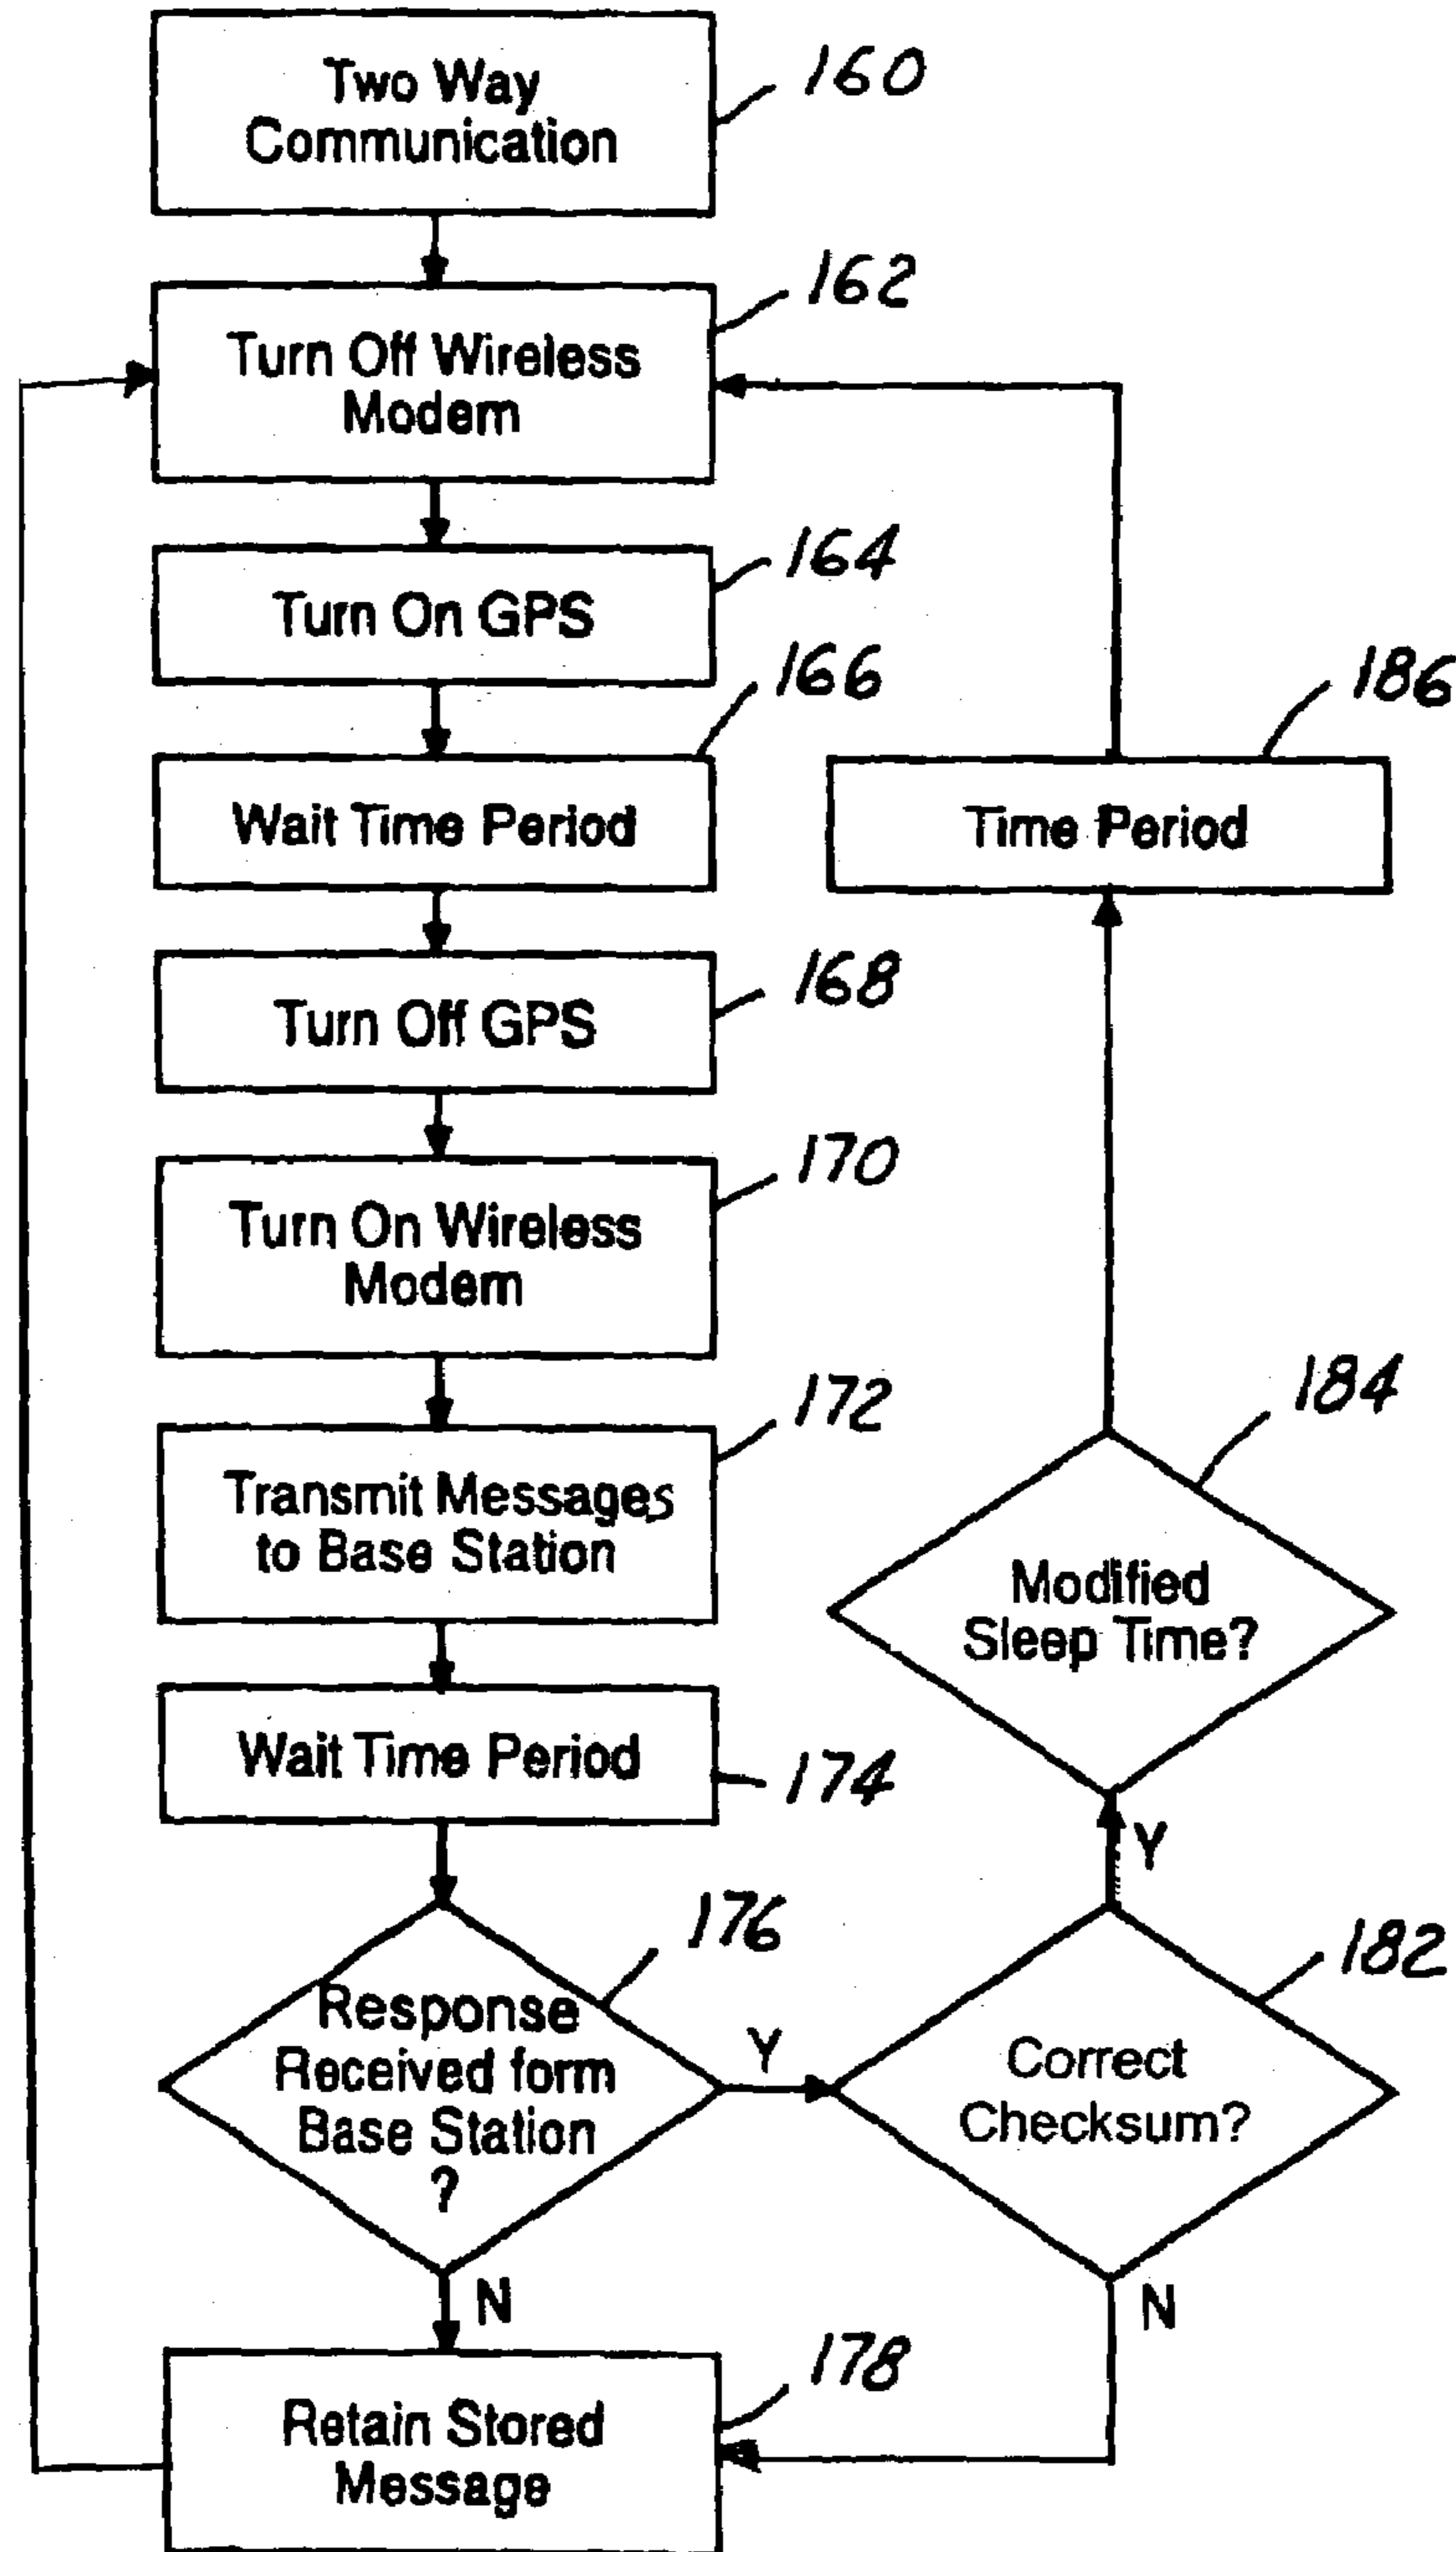 Two Way
Communication
160
Turn Off Wireless
Modem
162
Turn On GPS
164
Wait Time Period
166
Time Period
186
Turn Off GPS
168
Turn On Wireless
Modem
170
Transmit Messages
to Base Station
172
Modified
Sleep Time?
184
Wait Time Period
174
Y
Response
Received form
Base Station
?
176
Y
Correct
Checksum?
182
N
N
Retain Stored
Message
178